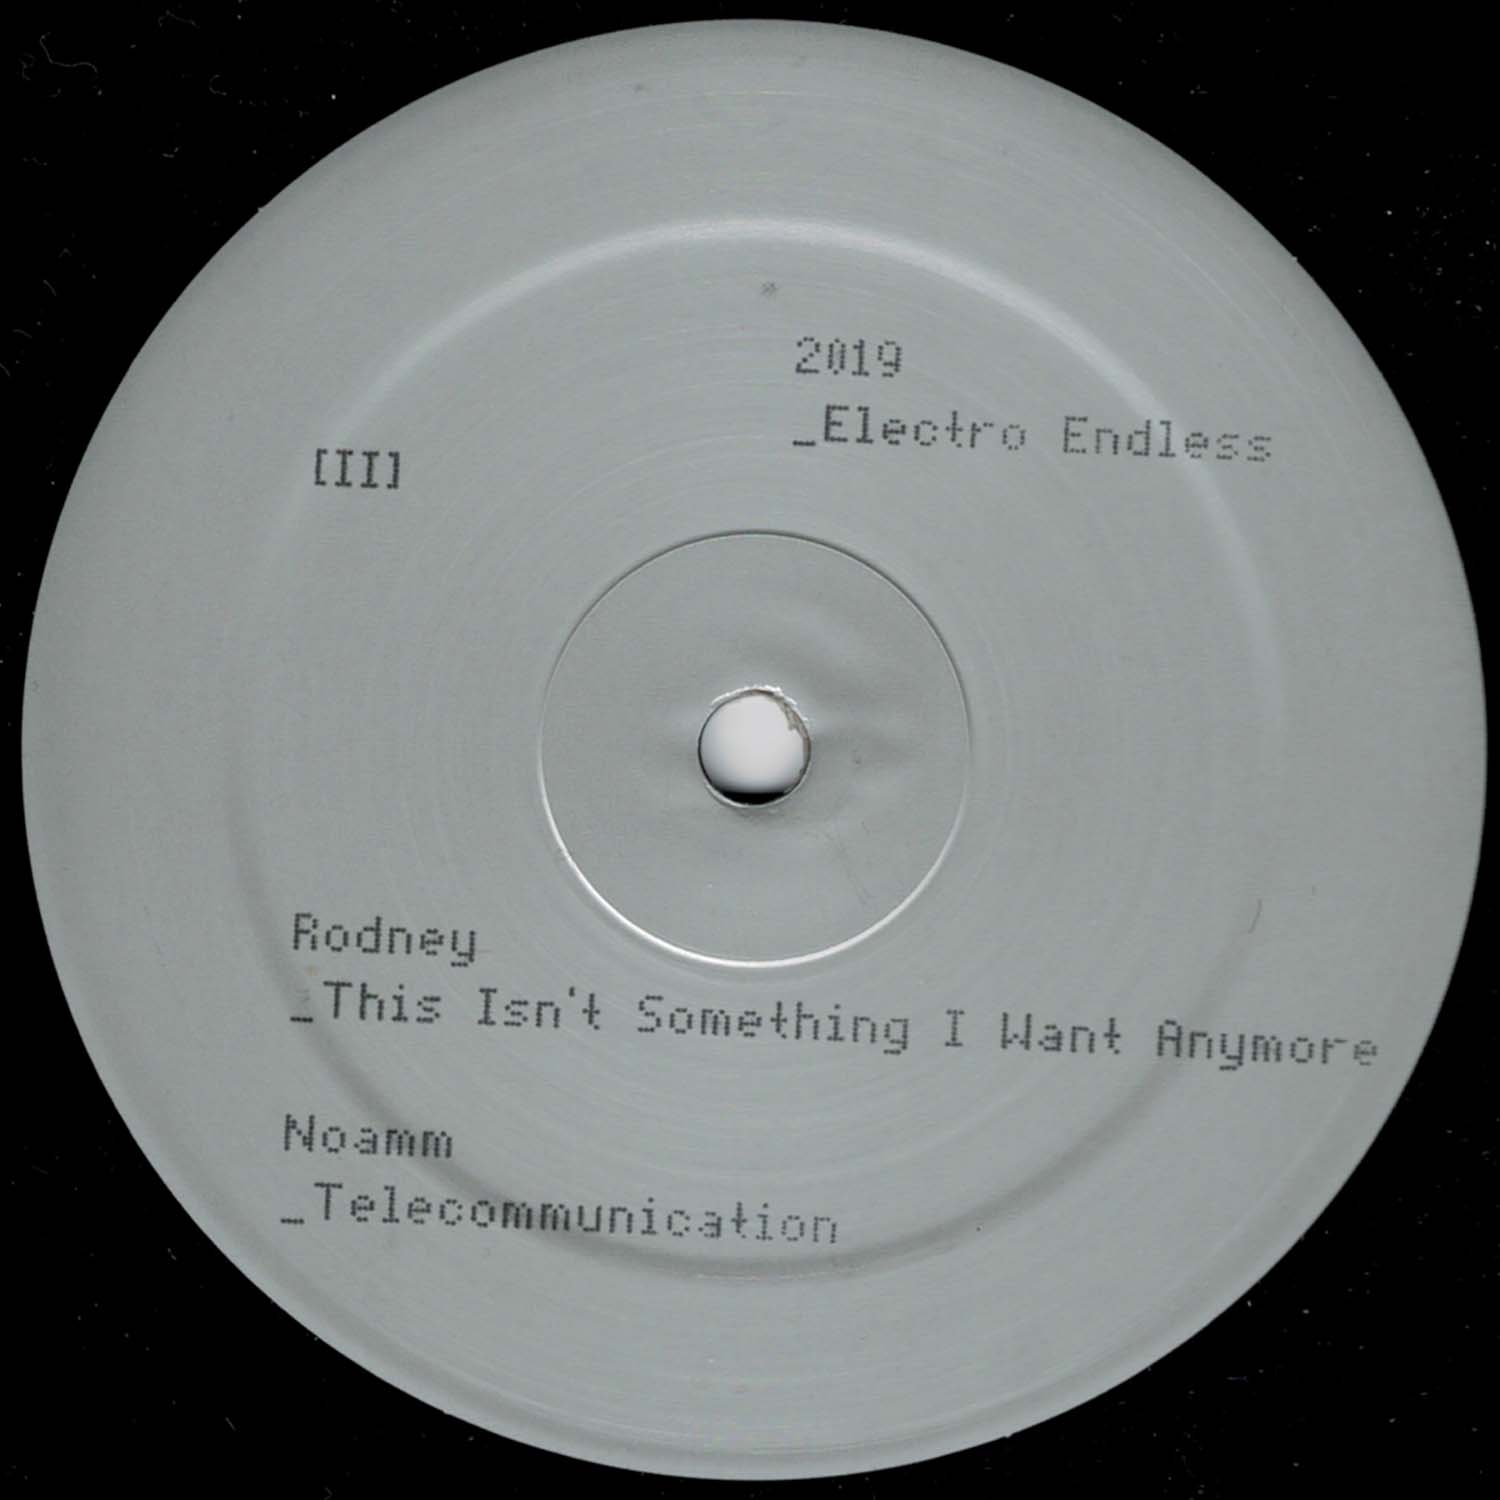 2019
_Electro Endless
[II]
Rodney
_This Isn't Something I Want Anymore
Noamm
_Telecommunication